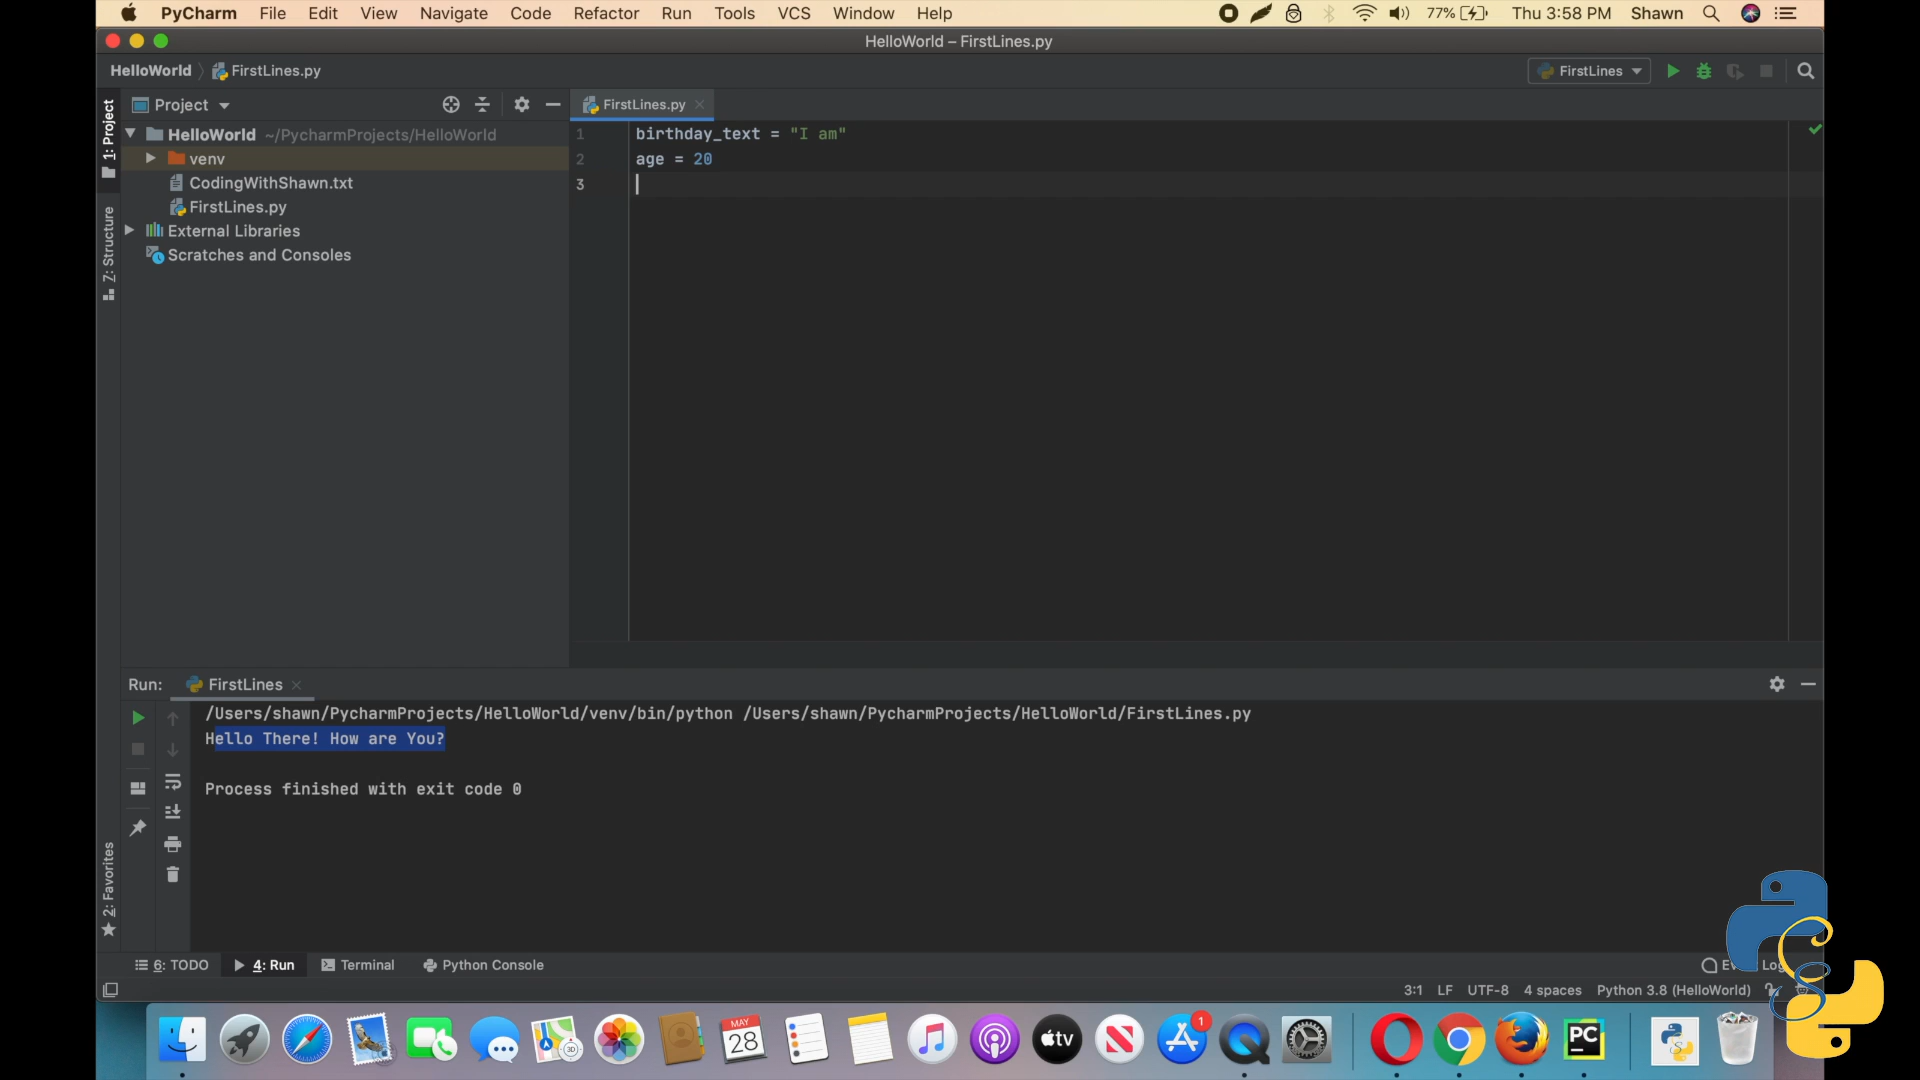 PyCharm File Edit View Navigate Code Refactor Run Tools VCS Window Help 77% Thu 3:58 PM Shawn
HelloWorld – FirstLines.py
HelloWorld FirstLines.py FirstLines
1: Project
Project
FirstLines.py
HelloWorld ~/PycharmProjects/HelloWorld
venv
CodingWithShawn.txt
FirstLines.py
External Libraries
Scratches and Consoles
Z: Structure
1 birthday_text = "I am"
2 age = 20
3
Run: FirstLines
/Users/shawn/PycharmProjects/HelloWorld/venv/bin/python /Users/shawn/PycharmProjects/HelloWorld/FirstLines.py
Hello There! How are You?
Process finished with exit code 0
2: Favorites
6: TODO 4: Run Terminal Python Console
3:1 LF UTF-8 4 spaces Python 3.8 (HelloWorld)
MAY
28
3D
tv
1
PC